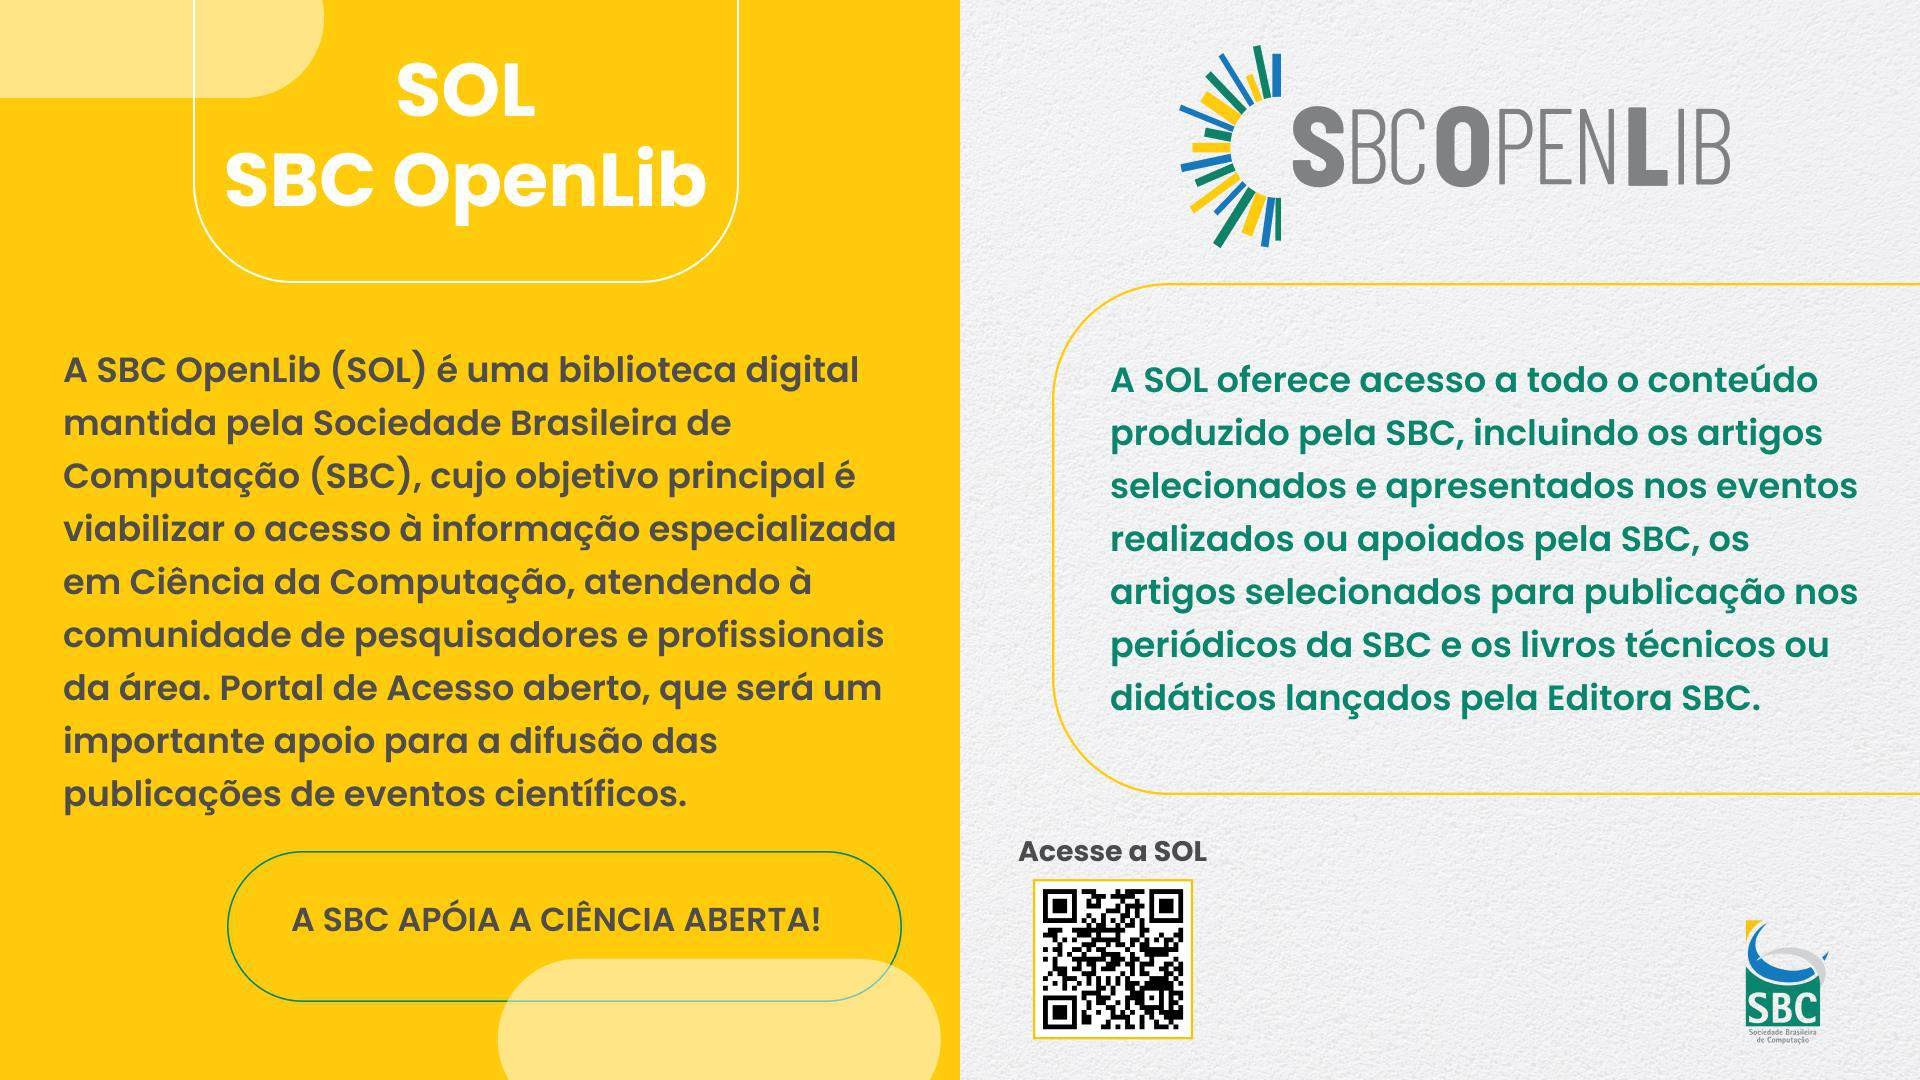 SOL
SBC OpenLib
A SBC OpenLib (SOL) é uma biblioteca digital
mantida pela Sociedade Brasileira de
Computação (SBC), cujo objetivo principal é
viabilizar o acesso à informação especializada
em Ciência da Computação, atendendo à
comunidade de pesquisadores e profissionais
da área. Portal de Acesso aberto, que será um
importante apoio para a difusão das
publicações de eventos científicos.
A SBC APÓIA A CIÊNCIA ABERTA!
SBCOPENLIB
A SOL oferece acesso a todo o conteúdo
produzido pela SBC, incluindo os artigos
selecionados e apresentados nos eventos
realizados ou apoiados pela SBC, os
artigos selecionados para publicação nos
periódicos da SBC e os livros técnicos ou
didáticos lançados pela Editora SBC.
Acesse a SOL
SBC
Sociedade Brasileira
de Computação